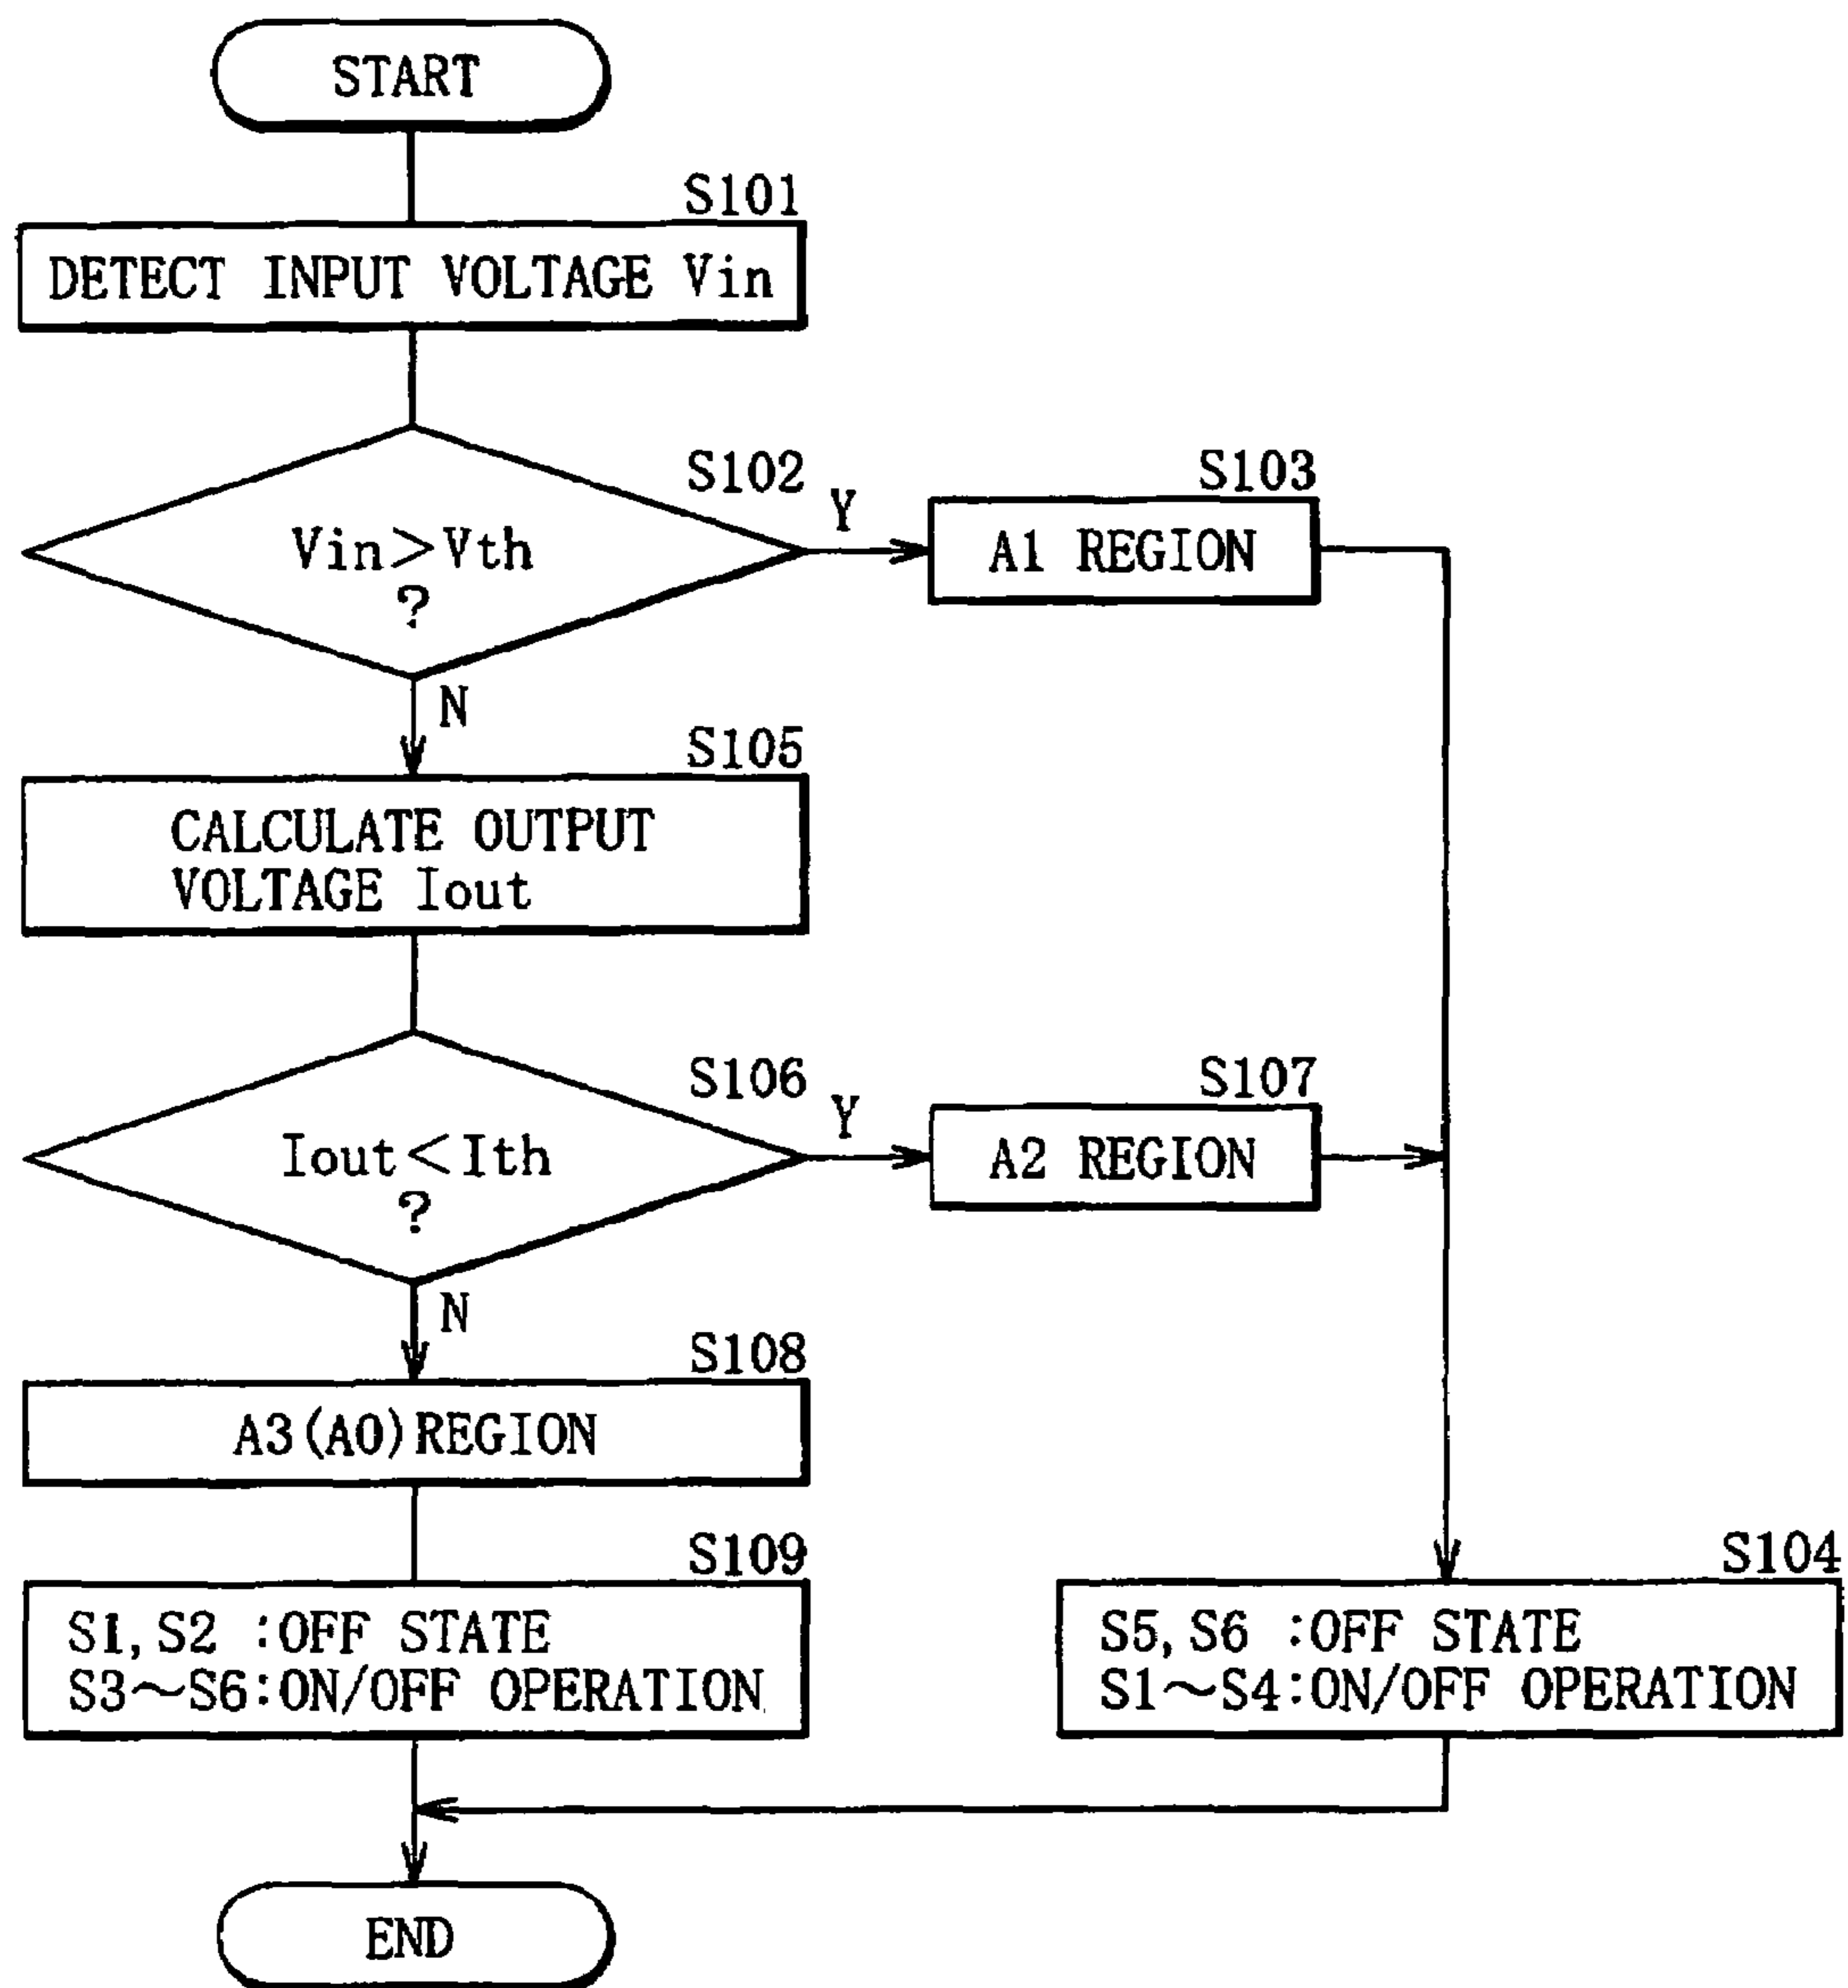 START
S101
DETECT INPUT VOLTAGE Vin
S102
Vin>Vth
?
Y
S103
A1 REGION
N
S105
CALCULATE OUTPUT
VOLTAGE Iout
S106
Iout<Ith
?
Y
S107
A2 REGION
N
S108
A3(A0)REGION
S109
S1,S2 :OFF STATE
S3~S6:ON/OFF OPERATION
S104
S5,S6 :OFF STATE
S1~S4:ON/OFF OPERATION
END